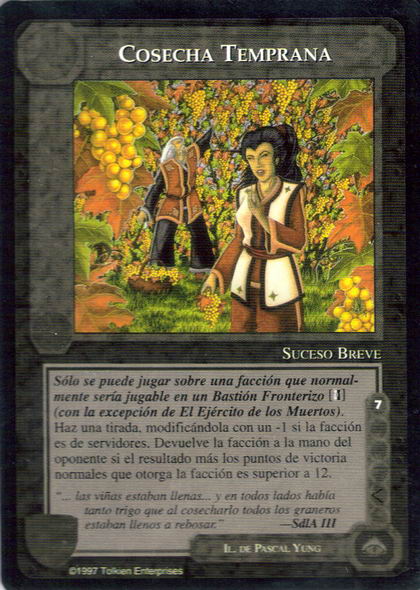 COSECHA TEMPRANA
SUCESO BREVE
Sólo se puede jugar sobre una facción que normal-
mente sería jugable en un Bastión Fronterizo [ ]
(con la excepción de El Ejército de los Muertos).
Haz una tirada, modificándola con un -1 si la facción
es de servidores. Devuelve la facción a la mano del
oponente si el resultado más los puntos de victoria
normales que otorga la facción es superior a 12.
7
"... las viñas estaban llenas... y en todos lados había
tanto trigo que al cosecharlo todos los graneros
estaban llenos a rebosar." —SdlA III
IL. DE PASCAL YUNG
©1997 Tolkien Enterprises